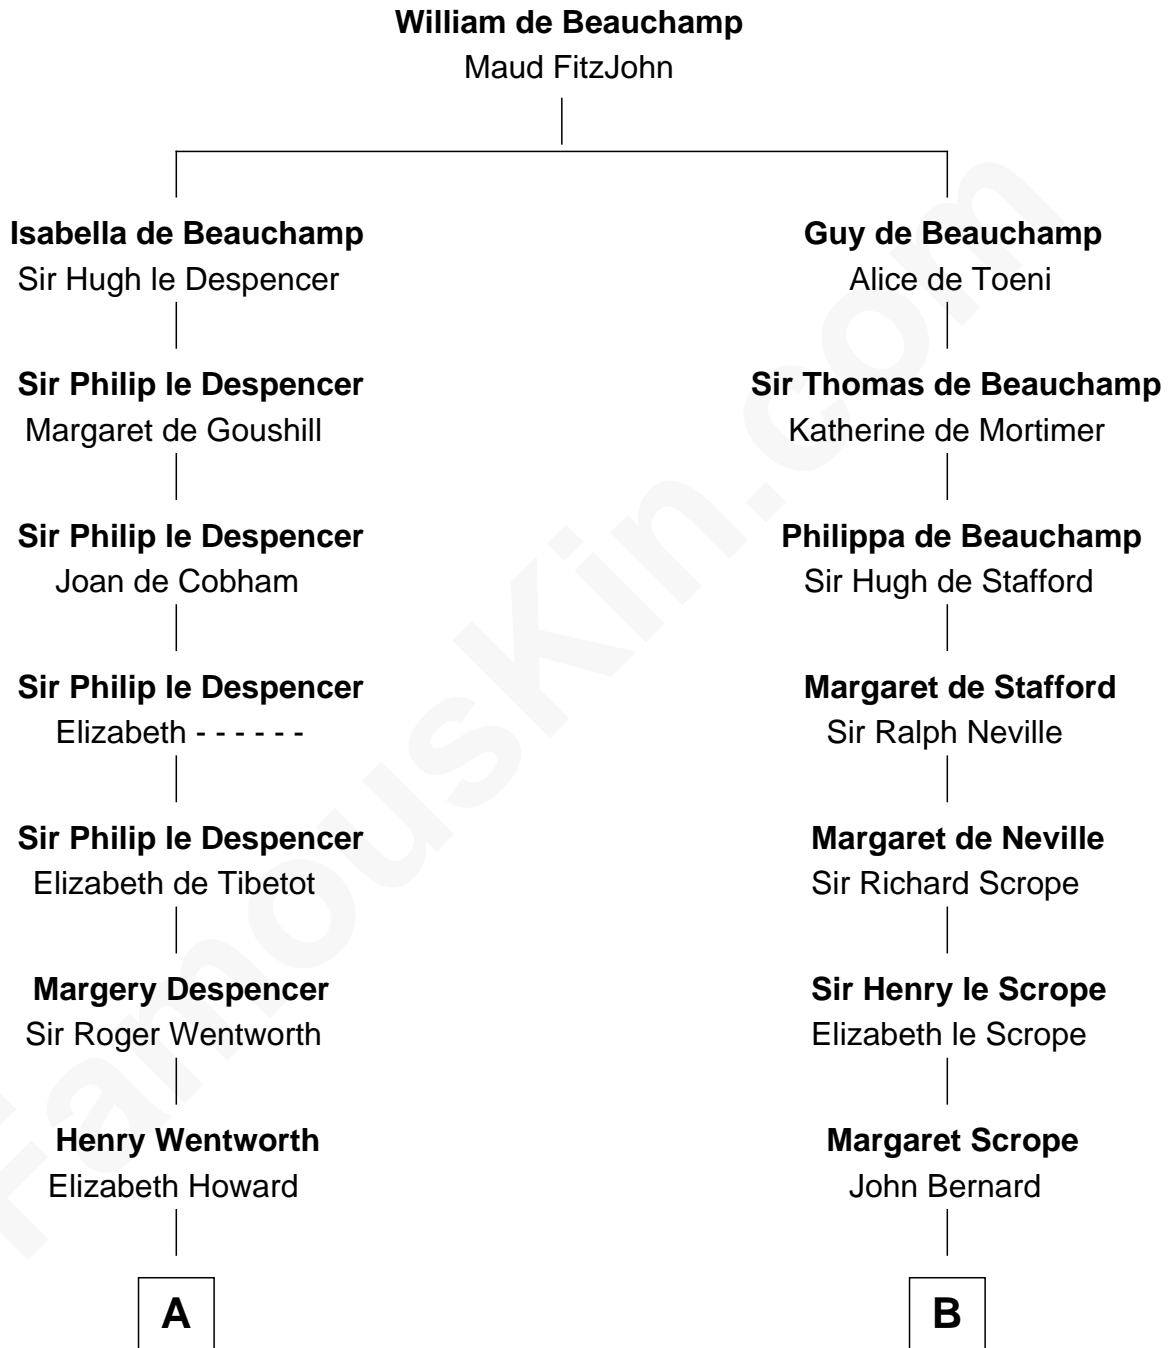 William de Beauchamp
Maud FitzJohn
Isabella de Beauchamp
Sir Hugh le Despencer
Guy de Beauchamp
Alice de Toeni
Sir Philip le Despencer
Margaret de Goushill
Sir Thomas de Beauchamp
Katherine de Mortimer
Sir Philip le Despencer
Joan de Cobham
Philippa de Beauchamp
Sir Hugh de Stafford
Sir Philip le Despencer
Elizabeth - - - - - -
Margaret de Stafford
Sir Ralph Neville
Sir Philip le Despencer
Elizabeth de Tibetot
Margaret de Neville
Sir Richard Scrope
Margery Despencer
Sir Roger Wentworth
Sir Henry le Scrope
Elizabeth le Scrope
Henry Wentworth
Elizabeth Howard
Margaret Scrope
John Bernard
A
B
FamousKin.com